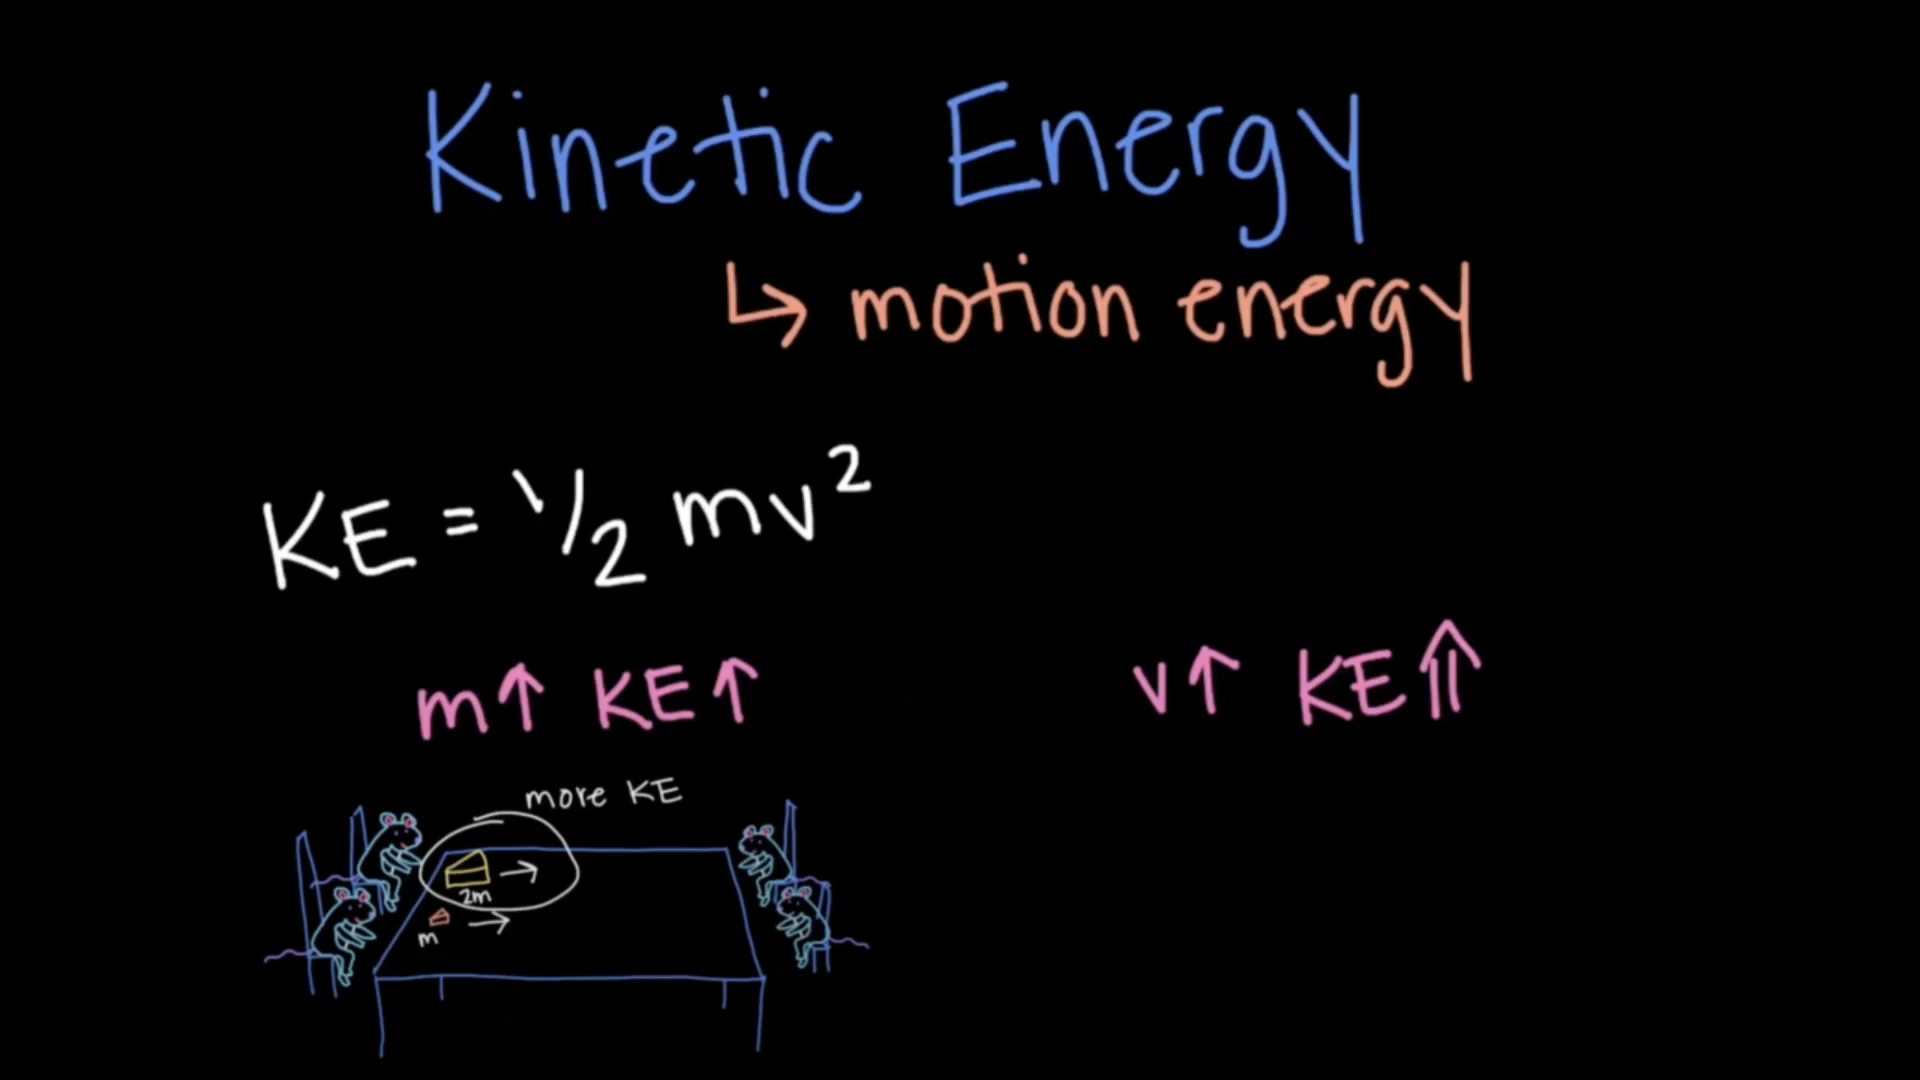 Kinetic Energy
↳ motion energy
KE = 1/2 mv²
m↑ KE↑
v↑ KE⇑
more KE
2m
m